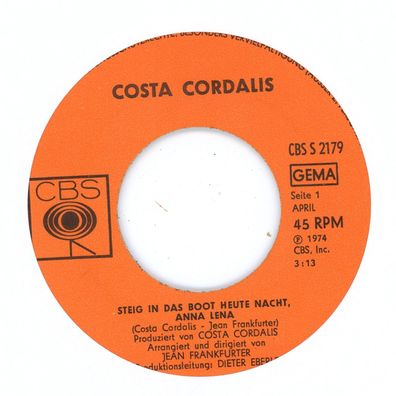 BESONDERS VERVIELFÄLTIGUNG
COSTA CORDALIS
CBS S 2179
GEMA
Seite 1
APRIL
45 RPM
℗ 1974
CBS, Inc.
3:13
CBS
STEIG IN DAS BOOT HEUTE NACHT,
ANNA LENA
(Costa Cordalis - Jean Frankfurter)
Produziert von COSTA CORDALIS
Arrangiert und dirigiert von
JEAN FRANKFURTER
DIETER